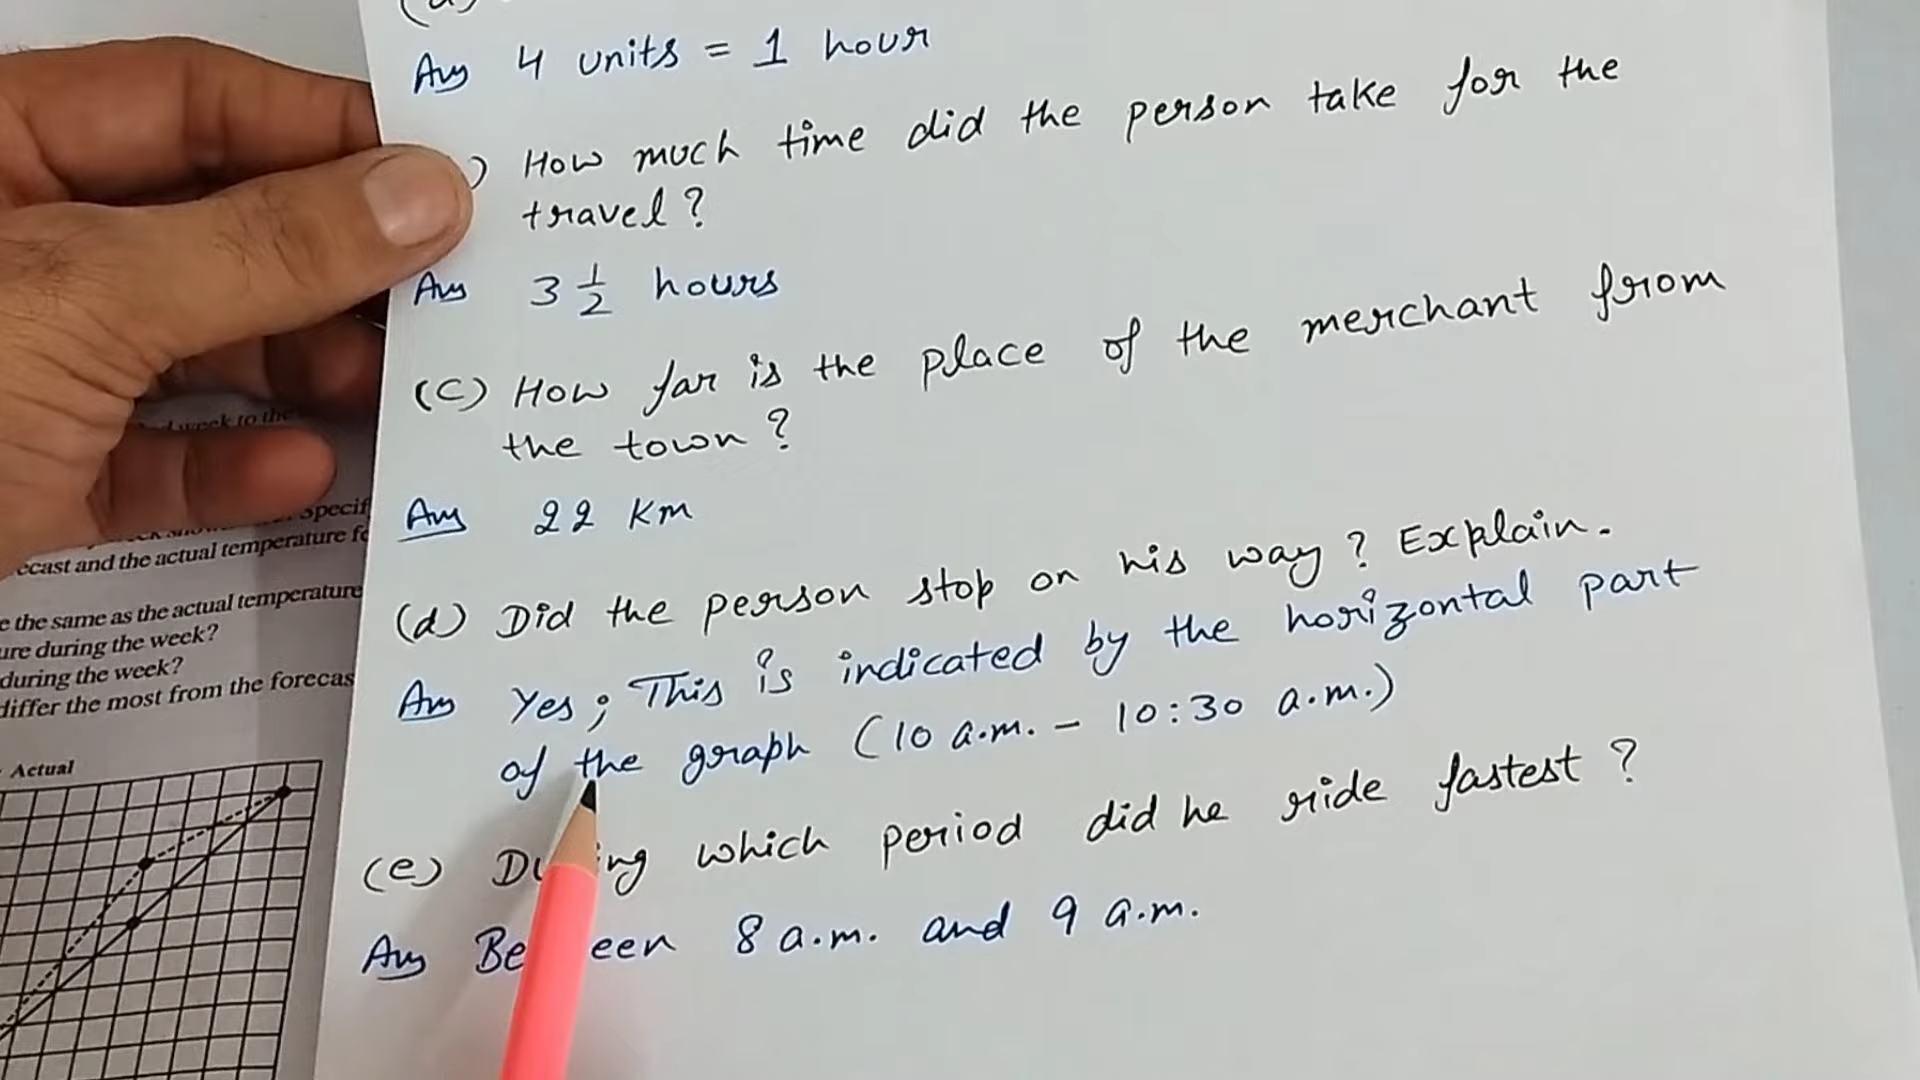 Ans 4 units = 1 hour
) How much time did the person take for the
travel?
Ans 3 1/2 hours
(C) How far is the place of the merchant from
the town?
Ans 22 Km
(d) Did the person stop on his way? Explain.
Ans Yes; This is indicated by the horizontal part
of the graph (10 a.m. - 10:30 a.m.)
(e) which period did he ride fastest?
Ans 8 a.m. and 9 a.m.
week to the
ecast and the actual temperature
e the same as the actual temperature
ure during the week?
during the week?
differ the most from the forecas
Actual